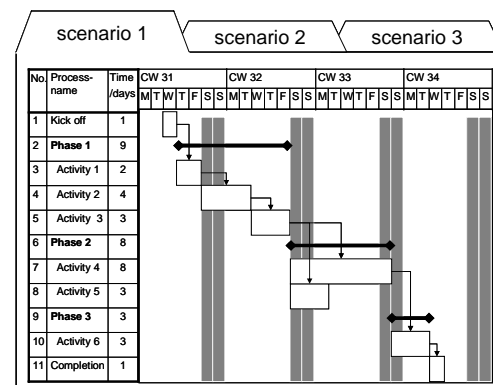 scenario 1
scenario 2
scenario 3
No. Process-name Time /days CW 31 CW 32 CW 33 CW 34
M T W T F S S M T W T F S S M T W T F S S M T W T F S S
1 Kick off 1
2 Phase 1 9
3 Activity 1 2
4 Activity 2 4
5 Activity 3 3
6 Phase 2 8
7 Activity 4 8
8 Activity 5 3
9 Phase 3 3
10 Activity 6 3
11 Completion 1